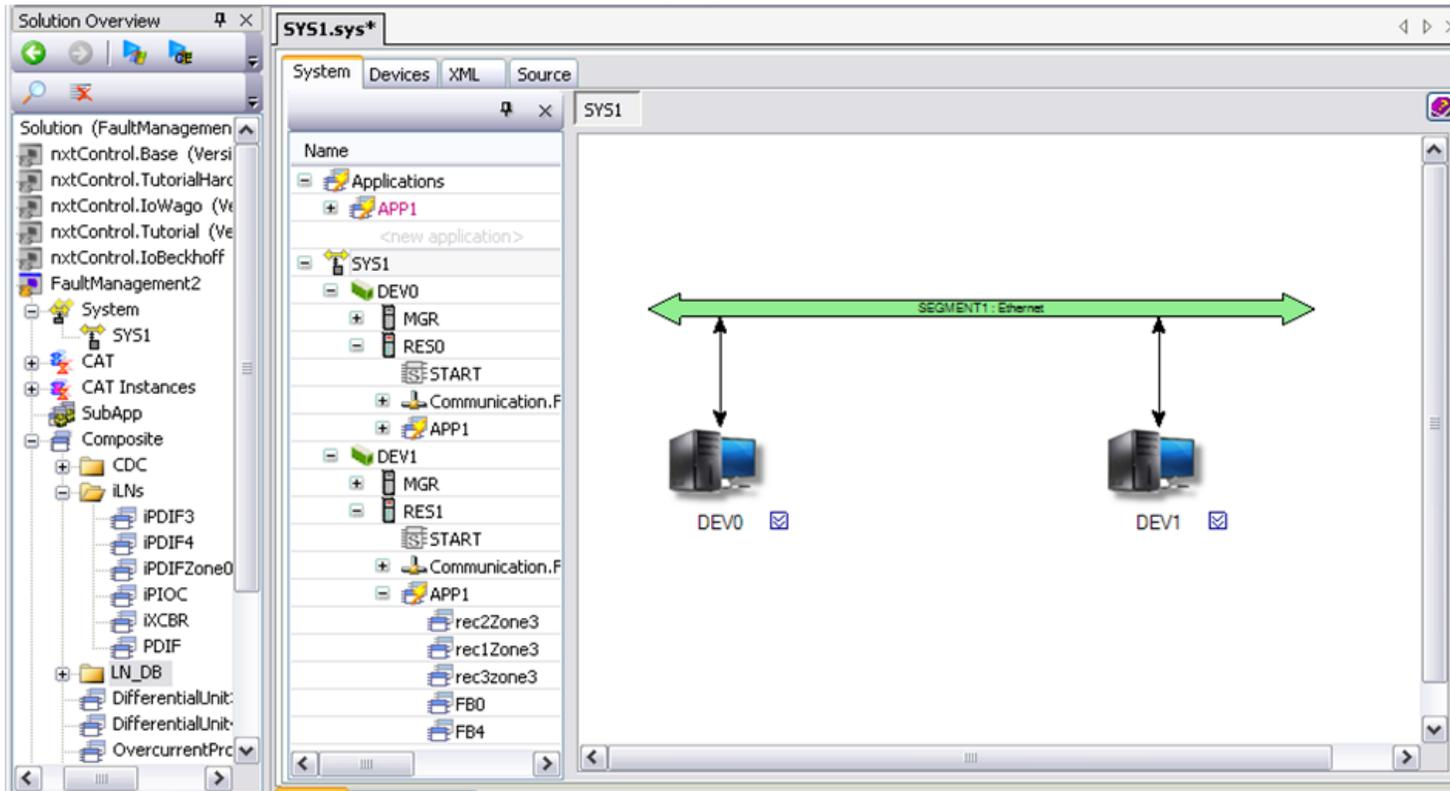 Solution Overview
SYS1.sys*
System Devices XML Source
SYS1
Solution (FaultManagemen
nxtControl.Base (Versi
nxtControl.TutorialHarc
nxtControl.IoWago (Ve
nxtControl.Tutorial (Ve
nxtControl.IoBeckhoff
FaultManagement2
System
SYS1
CAT
CAT Instances
SubApp
Composite
CDC
iLNs
iPDIF3
iPDIF4
iPDIFZone0
iPIOC
iXCBR
PDIF
LN_DB
DifferentialUnit
DifferentialUnit
OvercurrentPrc
Name
Applications
APP1
<new application>
SYS1
DEV0
MGR
RES0
START
Communication.F
APP1
DEV1
MGR
RES1
START
Communication.F
APP1
rec2Zone3
rec1Zone3
rec3zone3
FB0
FB4
SEGMENT1 : Ethernet
DEV0
DEV1